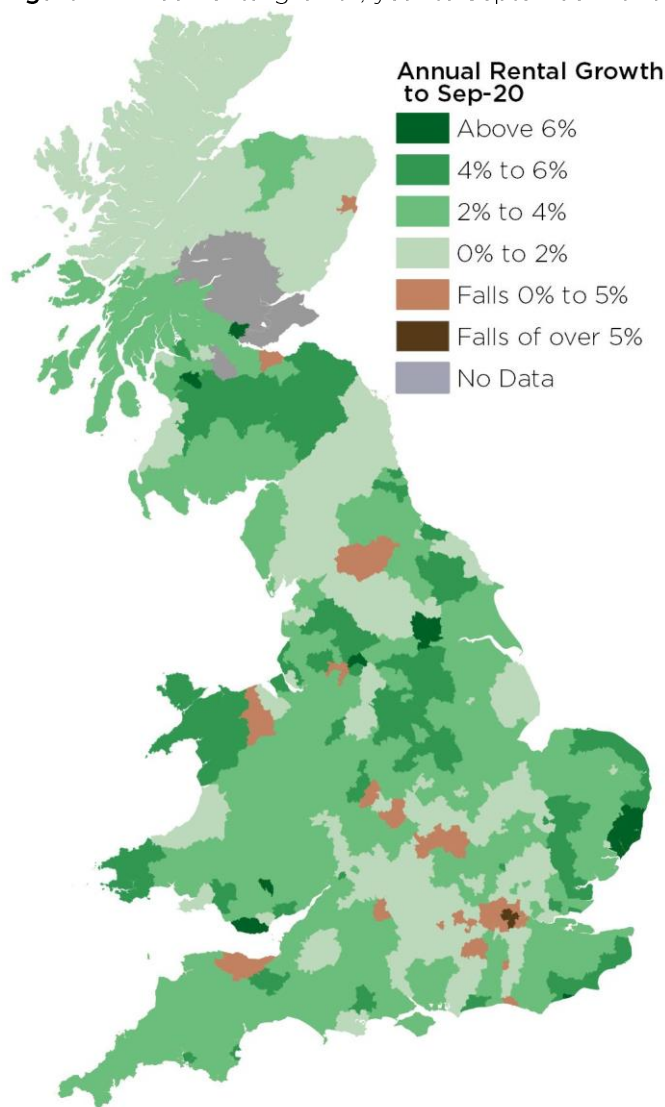 Annual Rental Growth
to Sep-20
Above 6%
4% to 6%
2% to 4%
0% to 2%
Falls 0% to 5%
Falls of over 5%
No Data